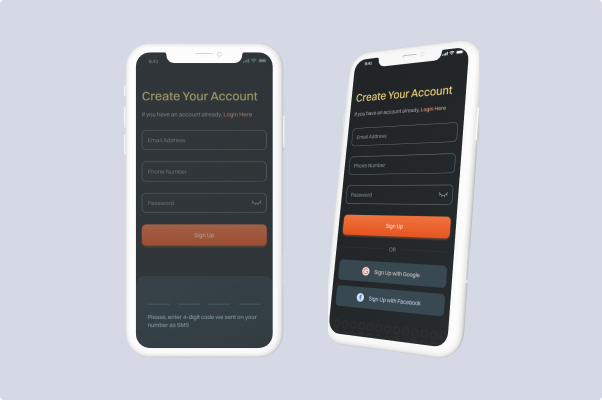 9:41
Create Your Account
If you have an account already, Login Here
Email Address
Phone Number
Password
Sign Up
Please, enter 4-digit code we sent on your
number as SMS
9:41
Create Your Account
If you have an account already, Login Here
Email Address
Phone Number
Password
Sign Up
OR
G Sign Up with Google
f Sign Up with Facebook